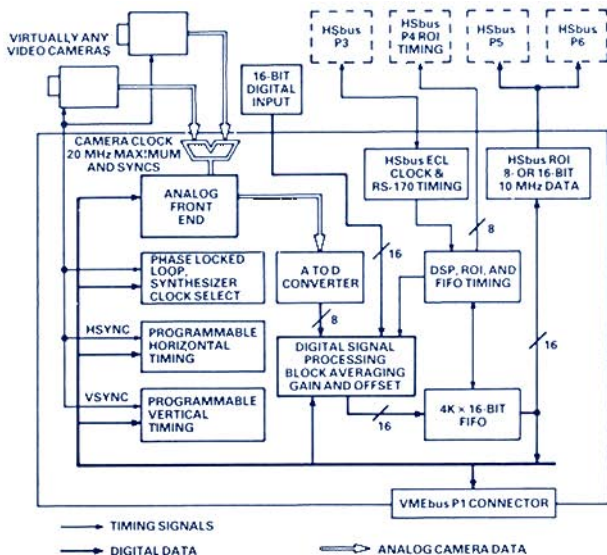 VIRTUALLY ANY
VIDEO CAMERAS
16-BIT
DIGITAL
INPUT
HSbus
P3
HSbus
P4 ROI
TIMING
HSbus
P5
HSbus
P6
CAMERA CLOCK
20 MHz MAXIMUM
AND SYNCS
ANALOG
FRONT
END
HSbus ECL
CLOCK &
RS-170 TIMING
HSbus ROI
8- OR 16-BIT
10 MHz DATA
16
8
PHASE LOCKED
LOOP,
SYNTHESIZER
CLOCK SELECT
A TO D
CONVERTER
DSP, ROI, AND
FIFO TIMING
8
HSYNC
PROGRAMMABLE
HORIZONTAL
TIMING
DIGITAL SIGNAL
PROCESSING
BLOCK AVERAGING
GAIN AND OFFSET
16
VSYNC
PROGRAMMABLE
VERTICAL
TIMING
16
4K × 16-BIT
FIFO
VMEbus P1 CONNECTOR
TIMING SIGNALS
DIGITAL DATA
ANALOG CAMERA DATA